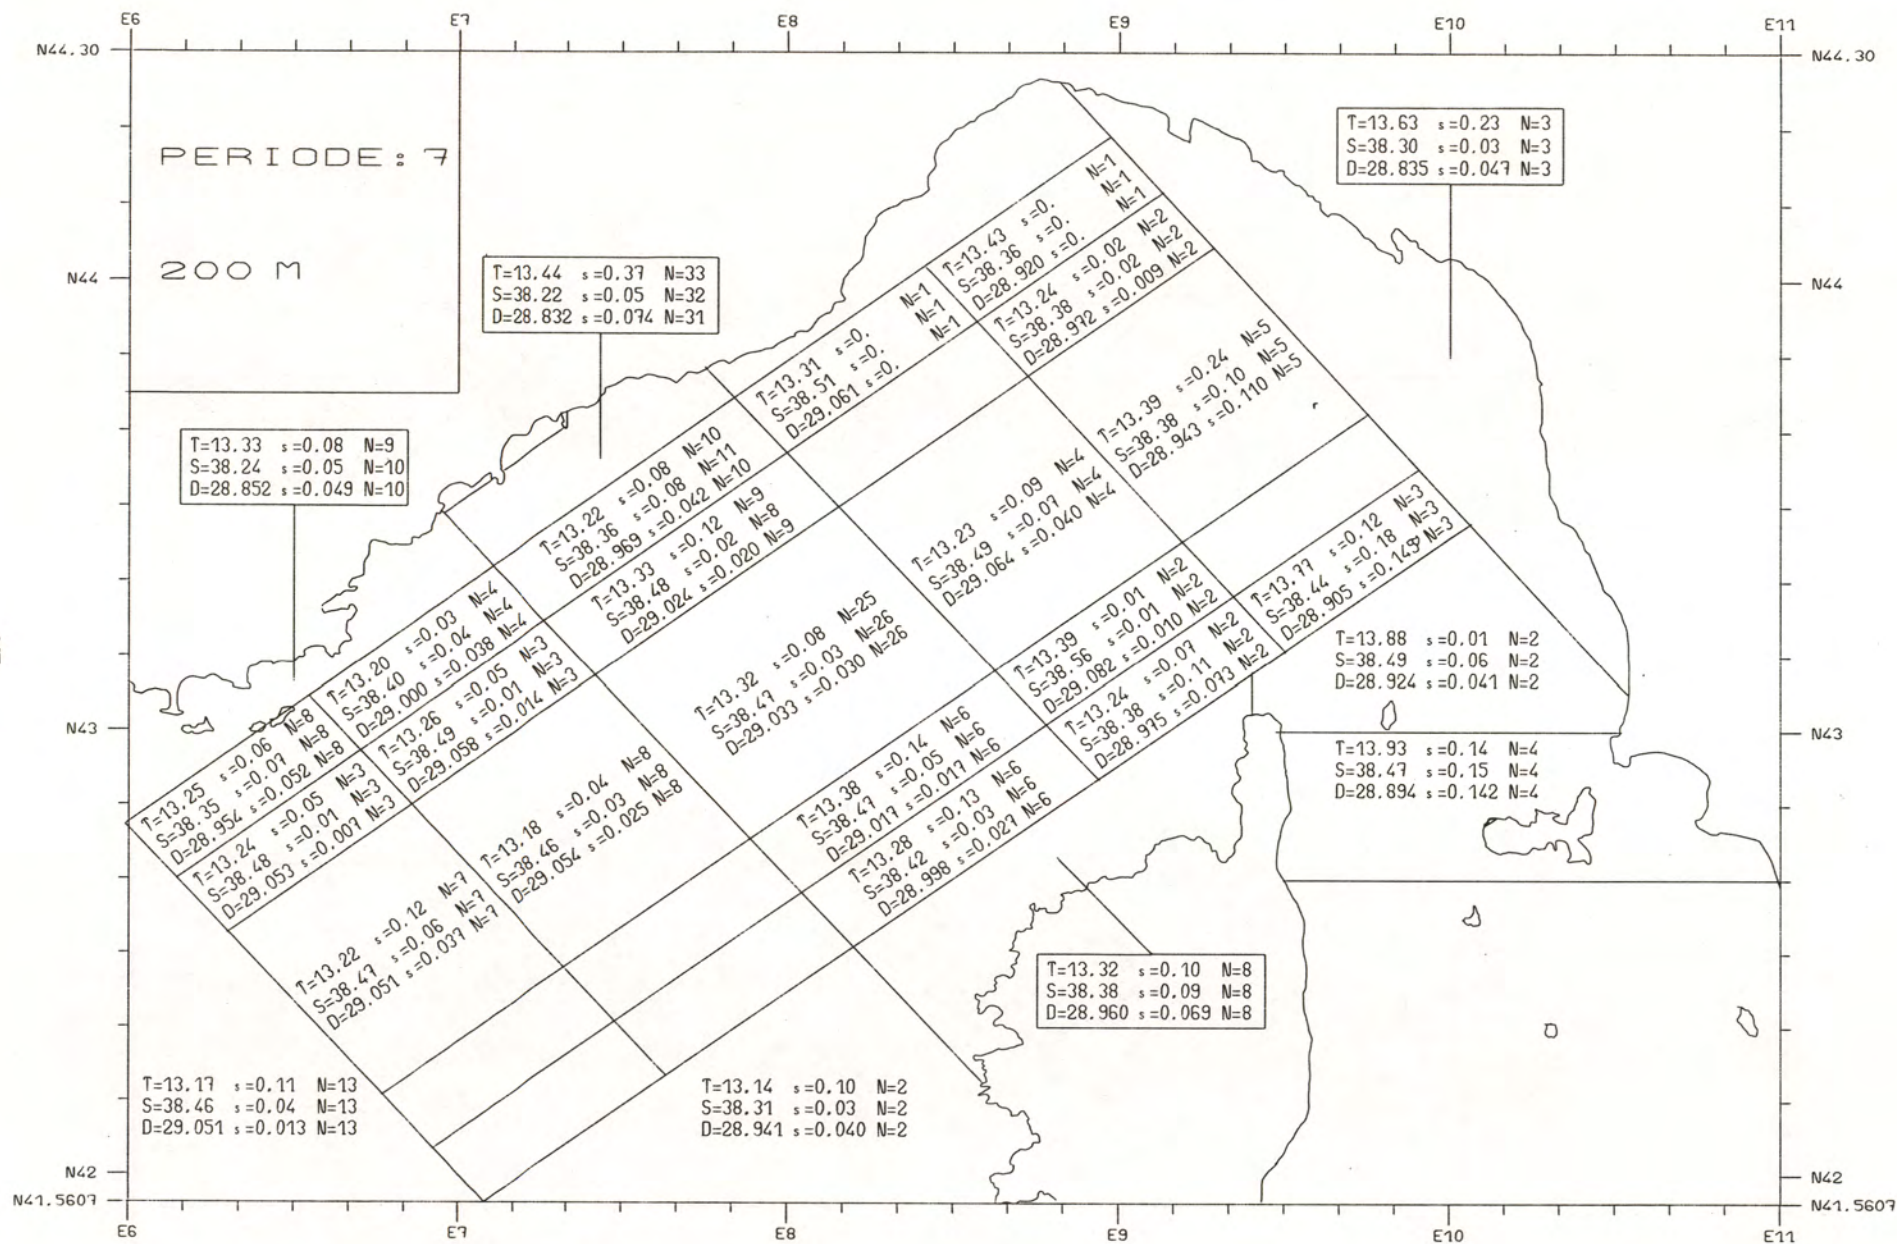 E6 E7 E8 E9 E10 E11
N44.30 N44.30
PERIODE: 7
200 M
T=13.63 s=0.23 N=3
S=38.30 s=0.03 N=3
D=28.835 s=0.047 N=3
T=13.44 s=0.37 N=33
S=38.22 s=0.05 N=32
D=28.832 s=0.074 N=31
N44 N44
T=13.43 s=0. N=1
S=38.36 s=0. N=1
D=28.920 s=0. N=1
T=13.24 s=0.02 N=2
S=38.38 s=0.02 N=2
D=28.972 s=0.009 N=2
T=13.31 s=0. N=1
S=38.51 s=0. N=1
D=29.061 s=0. N=1
T=13.39 s=0.24 N=5
S=38.38 s=0.10 N=5
D=28.943 s=0.110 N=5
T=13.33 s=0.08 N=9
S=38.24 s=0.05 N=10
D=28.852 s=0.049 N=10
T=13.22 s=0.08 N=10
S=38.36 s=0.08 N=11
D=28.969 s=0.042 N=10
T=13.33 s=0.12 N=9
S=38.48 s=0.02 N=8
D=29.024 s=0.020 N=9
T=13.23 s=0.09 N=4
S=38.49 s=0.07 N=4
D=29.064 s=0.040 N=4
T=13.77 s=0.12 N=3
S=38.44 s=0.18 N=3
D=28.905 s=0.145 N=3
T=13.20 s=0.03 N=4
S=38.40 s=0.04 N=4
D=29.000 s=0.038 N=4
T=13.26 s=0.05 N=3
S=38.49 s=0.01 N=3
D=29.058 s=0.014 N=3
T=13.32 s=0.08 N=25
S=38.47 s=0.03 N=26
D=29.033 s=0.030 N=26
T=13.39 s=0.01 N=2
S=38.56 s=0.01 N=2
D=29.082 s=0.010 N=2
T=13.24 s=0.07 N=2
S=38.38 s=0.11 N=2
D=28.975 s=0.073 N=2
T=13.88 s=0.01 N=2
S=38.49 s=0.06 N=2
D=28.924 s=0.041 N=2
N43 N43
T=13.93 s=0.14 N=4
S=38.47 s=0.15 N=4
D=28.894 s=0.142 N=4
T=13.25 s=0.06 N=8
S=38.35 s=0.07 N=8
D=28.954 s=0.052 N=8
T=13.24 s=0.05 N=3
S=38.48 s=0.01 N=3
D=29.053 s=0.007 N=3
T=13.18 s=0.04 N=8
S=38.46 s=0.03 N=8
D=29.054 s=0.025 N=8
T=13.38 s=0.14 N=6
S=38.47 s=0.05 N=6
D=29.017 s=0.017 N=6
T=13.28 s=0.13 N=6
S=38.42 s=0.03 N=6
D=28.998 s=0.027 N=6
T=13.22 s=0.12 N=7
S=38.47 s=0.06 N=7
D=29.051 s=0.037 N=7
T=13.32 s=0.10 N=8
S=38.38 s=0.09 N=8
D=28.960 s=0.069 N=8
T=13.17 s=0.11 N=13
S=38.46 s=0.04 N=13
D=29.051 s=0.013 N=13
T=13.14 s=0.10 N=2
S=38.31 s=0.03 N=2
D=28.941 s=0.040 N=2
N42 N42
N41.5607 N41.5607
E6 E7 E8 E9 E10 E11